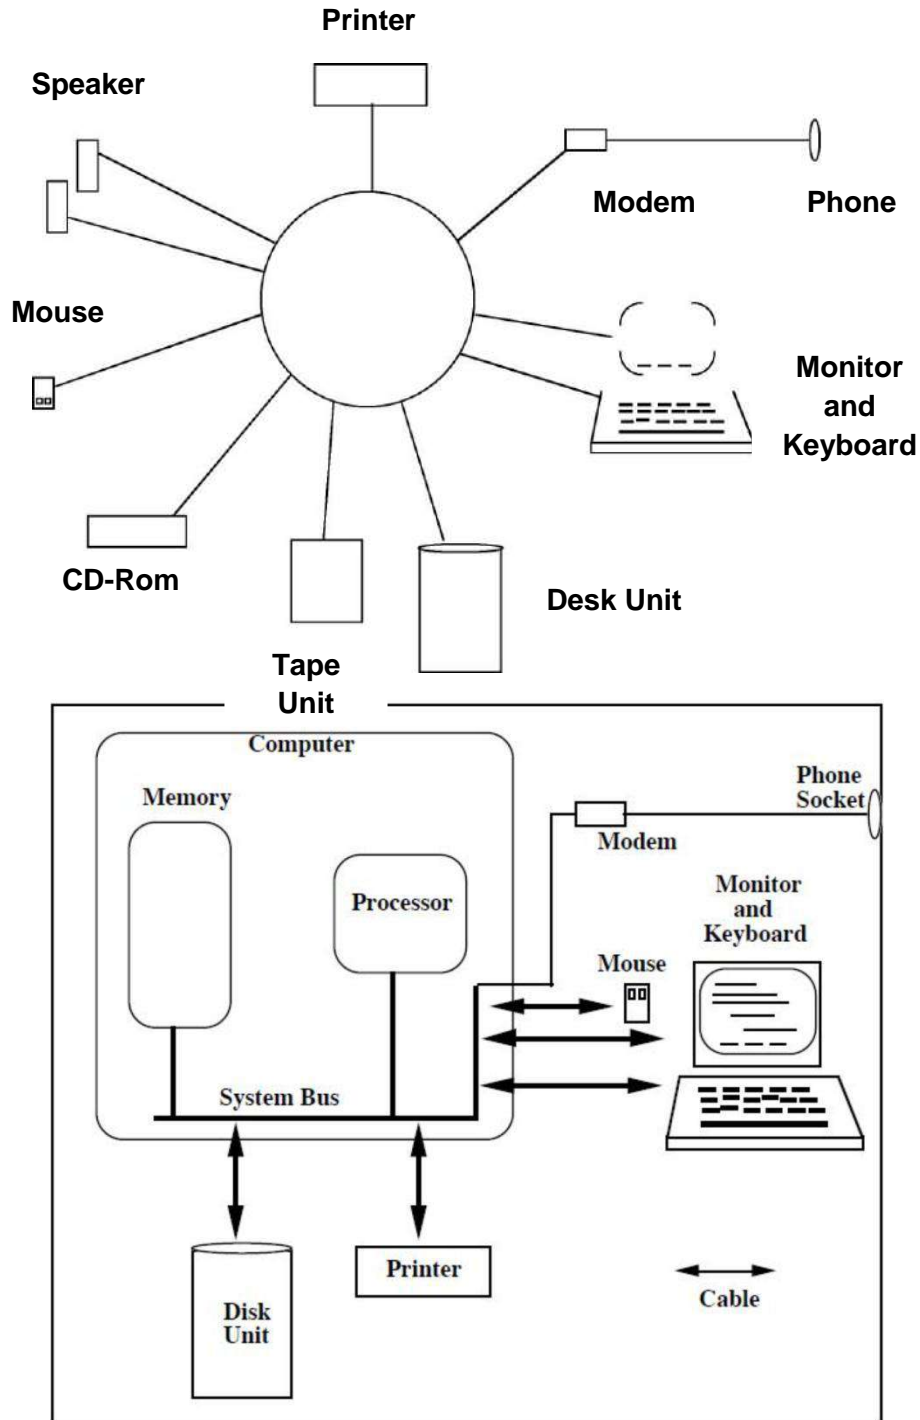 Printer
Speaker
Modem
Phone
Mouse
Monitor
and
Keyboard
CD-Rom
Desk Unit
Tape
Unit
Computer
Memory
Phone
Socket
Modem
Processor
Monitor
and
Keyboard
Mouse
System Bus
Printer
Cable
Disk
Unit